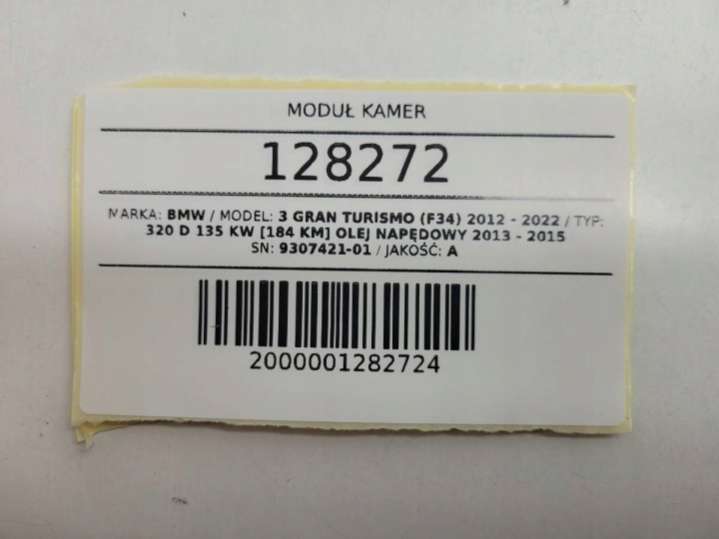 MODUŁ KAMER
128272
MARKA: BMW / MODEL: 3 GRAN TURISMO (F34) 2012 - 2022 / TYP:
320 D 135 KW [184 KM] OLEJ NAPĘDOWY 2013 - 2015
SN: 9307421-01 / JAKOŚĆ: A
2000001282724